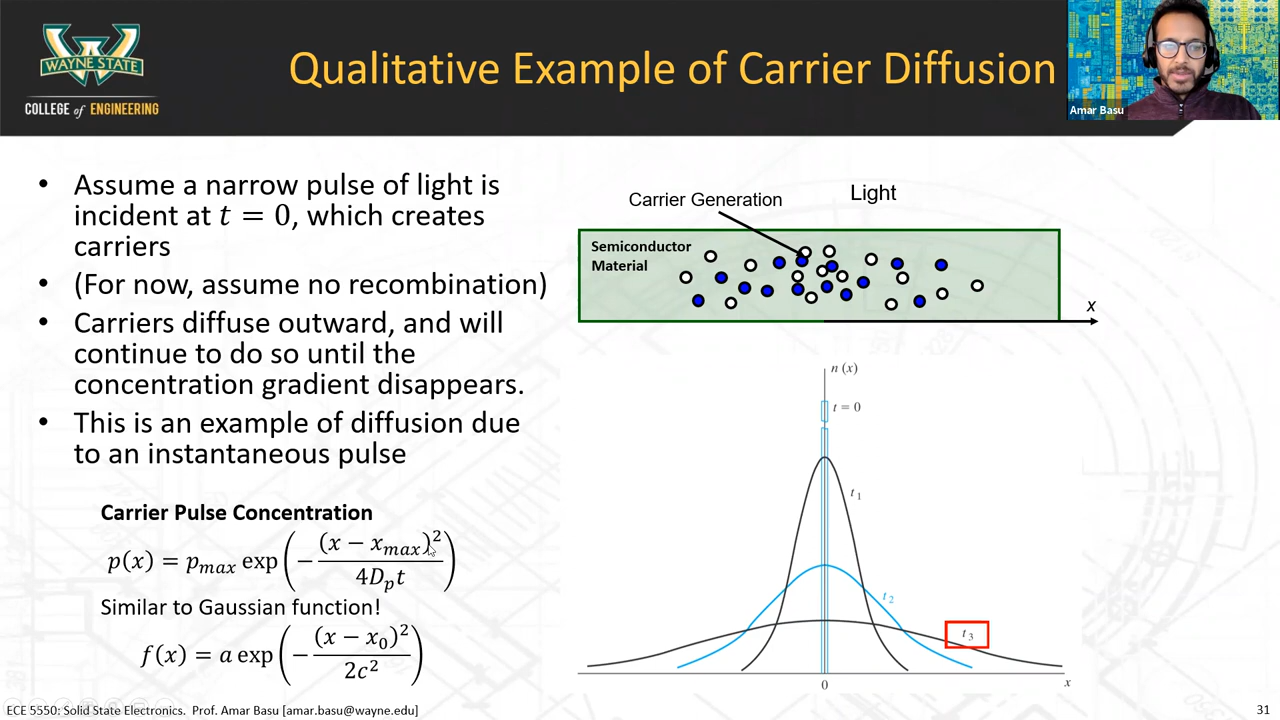 WAYNE STATE
COLLEGE of ENGINEERING
Qualitative Example of Carrier Diffusion
Amar Basu
• Assume a narrow pulse of light is
incident at t = 0, which creates
carriers
• (For now, assume no recombination)
• Carriers diffuse outward, and will
continue to do so until the
concentration gradient disappears.
• This is an example of diffusion due
to an instantaneous pulse
Carrier Pulse Concentration
p(x) = p_max exp(−(x − x_max)²/4D_p t)
Similar to Gaussian function!
f(x) = a exp(−(x − x₀)²/2c²)
Carrier Generation
Light
Semiconductor
Material
x
n (x)
t = 0
t₁
t₂
t₃
0
x
ECE 5550: Solid State Electronics. Prof. Amar Basu [amar.basu@wayne.edu]
31